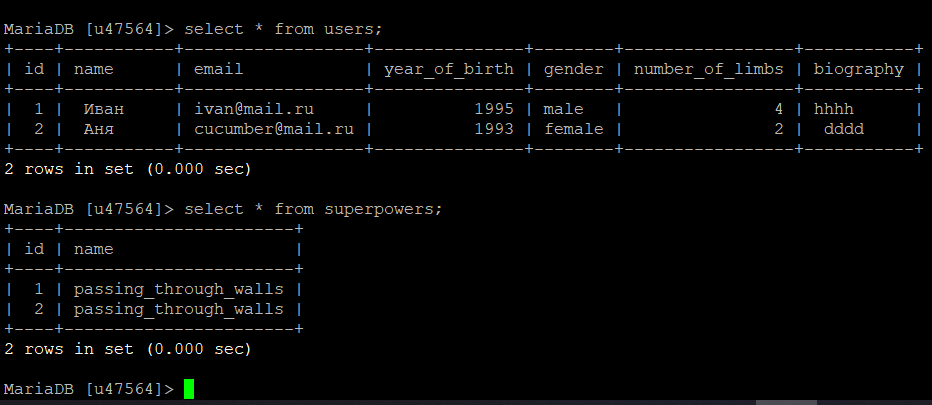 MariaDB [u47564]> select * from users;
+----+-----------+------------------+---------------+--------+-----------------+-----------+
| id | name      | email            | year_of_birth | gender | number_of_limbs | biography |
+----+-----------+------------------+---------------+--------+-----------------+-----------+
|  1 |  Иван     | ivan@mail.ru     |          1995 | male   |               4 | hhhh      |
|  2 |  Аня      | cucumber@mail.ru |          1993 | female |               2 |  dddd     |
+----+-----------+------------------+---------------+--------+-----------------+-----------+
2 rows in set (0.000 sec)
MariaDB [u47564]> select * from superpowers;
+----+-----------------------+
| id | name                  |
+----+-----------------------+
|  1 | passing_through_walls |
|  2 | passing_through_walls |
+----+-----------------------+
2 rows in set (0.000 sec)
MariaDB [u47564]>